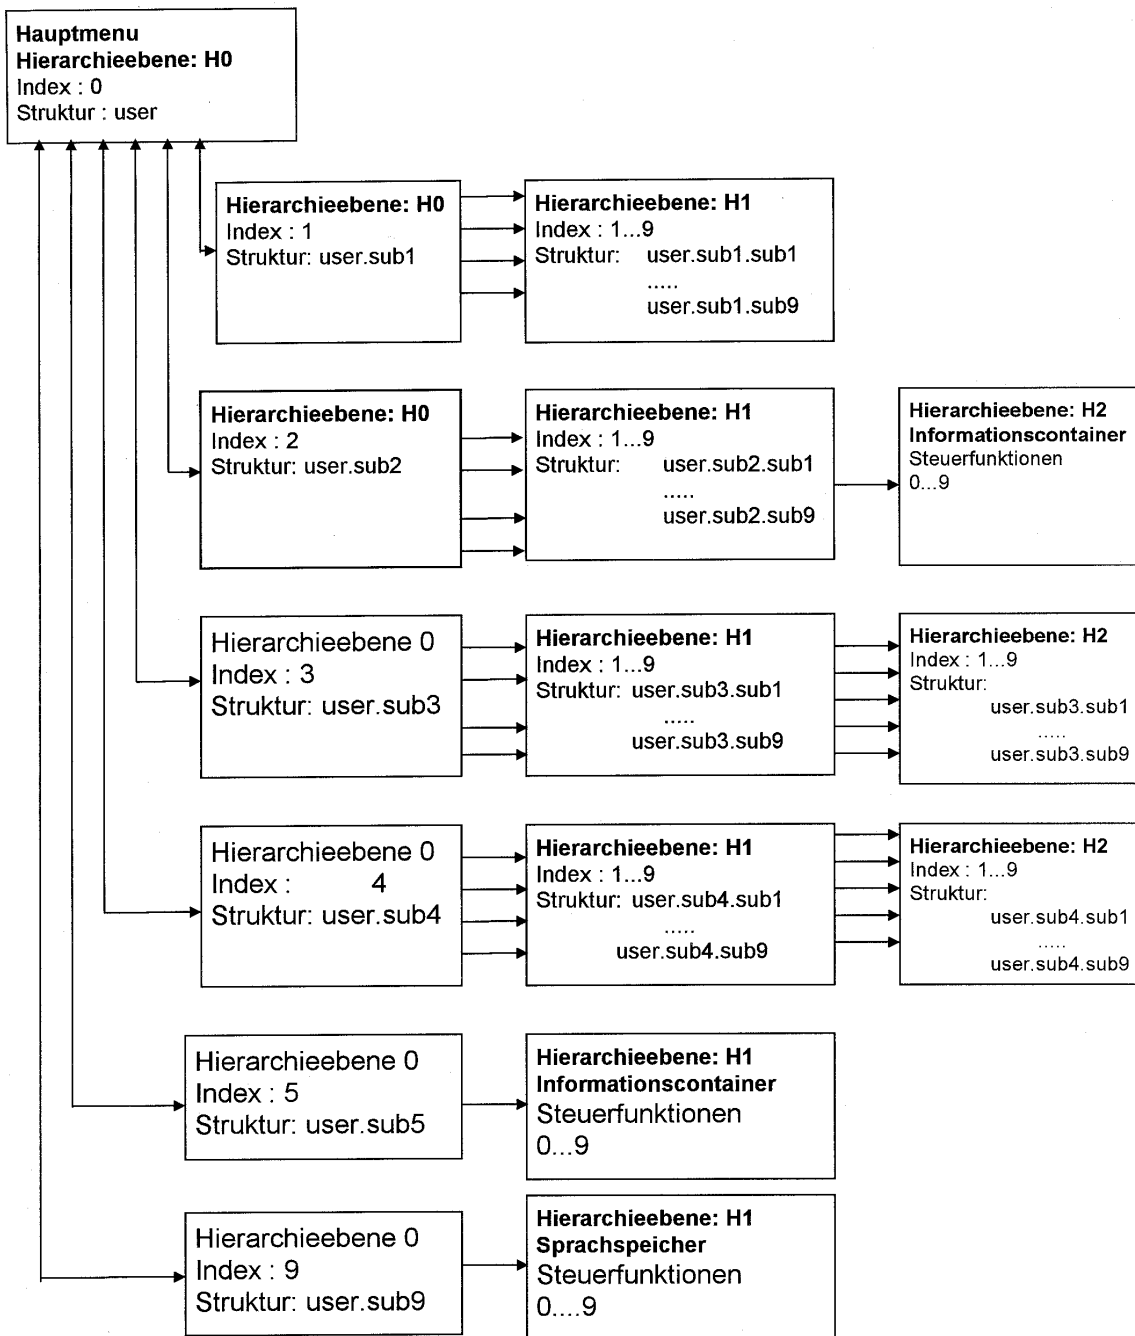 Hauptmenu
Hierarchieebene: H0
Index : 0
Struktur : user
Hierarchieebene: H0
Index : 1
Struktur: user.sub1
Hierarchieebene: H1
Index : 1...9
Struktur: user.sub1.sub1
.....
user.sub1.sub9
Hierarchieebene: H0
Index : 2
Struktur: user.sub2
Hierarchieebene: H1
Index : 1...9
Struktur: user.sub2.sub1
.....
user.sub2.sub9
Hierarchieebene: H2
Informationscontainer
Steuerfunktionen
0...9
Hierarchieebene 0
Index : 3
Struktur: user.sub3
Hierarchieebene: H1
Index : 1...9
Struktur: user.sub3.sub1
.....
user.sub3.sub9
Hierarchieebene: H2
Index : 1...9
Struktur:
user.sub3.sub1
.....
user.sub3.sub9
Hierarchieebene 0
Index : 4
Struktur: user.sub4
Hierarchieebene: H1
Index : 1...9
Struktur: user.sub4.sub1
.....
user.sub4.sub9
Hierarchieebene: H2
Index : 1...9
Struktur:
user.sub4.sub1
.....
user.sub4.sub9
Hierarchieebene 0
Index : 5
Struktur: user.sub5
Hierarchieebene: H1
Informationscontainer
Steuerfunktionen
0...9
Hierarchieebene 0
Index : 9
Struktur: user.sub9
Hierarchieebene: H1
Sprachspeicher
Steuerfunktionen
0....9